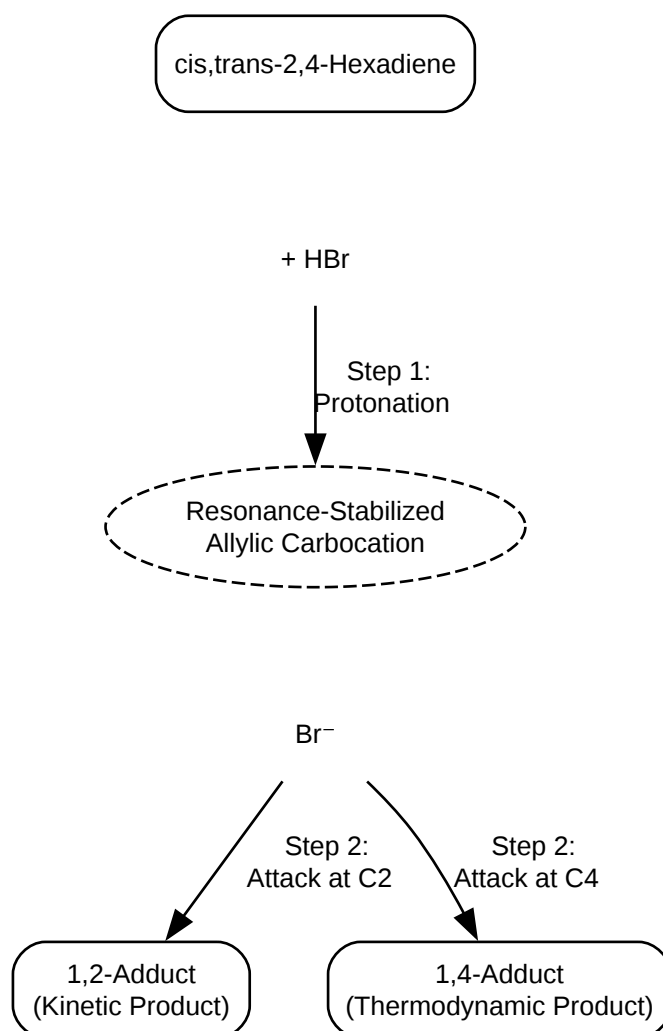 cis,trans-2,4-Hexadiene
+ HBr
Step 1:
Protonation
Resonance-Stabilized
Allylic Carbocation
Br⁻
Step 2:
Attack at C2
Step 2:
Attack at C4
1,2-Adduct
(Kinetic Product)
1,4-Adduct
(Thermodynamic Product)